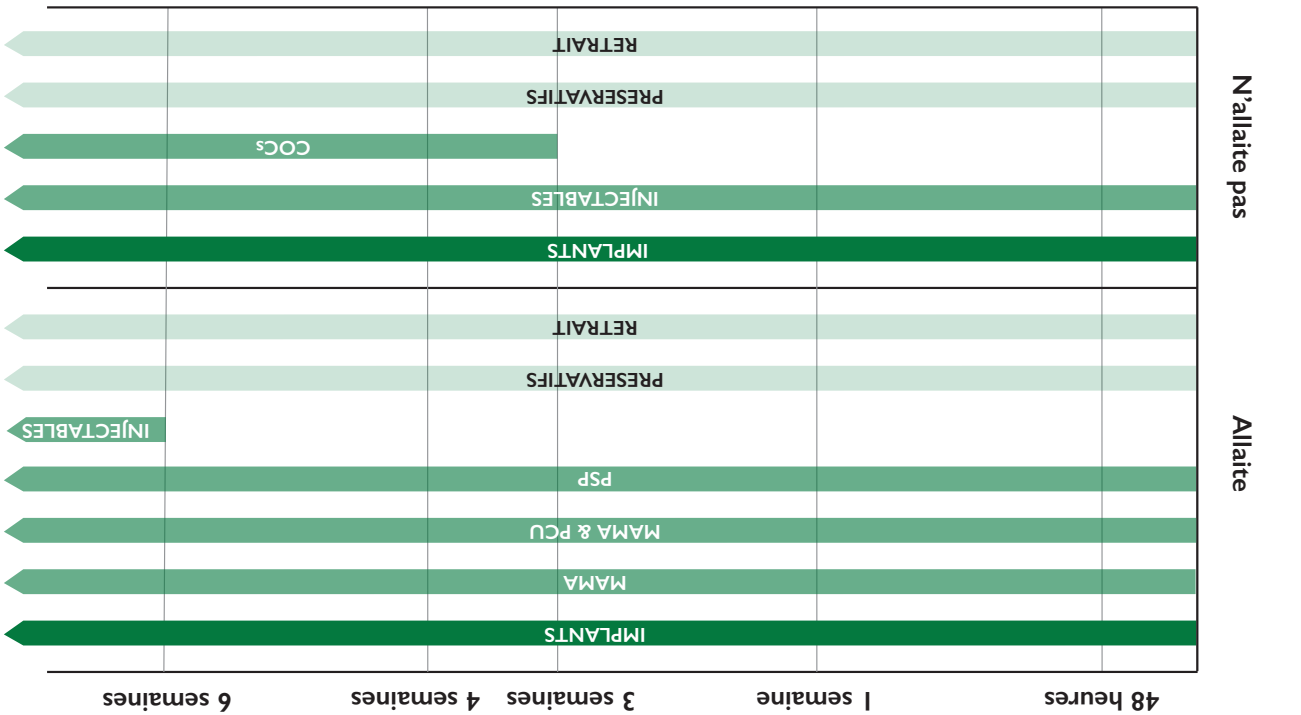 48 heures
1 semaine
3 semaines
4 semaines
6 semaines
Allaite
IMPLANTS
MAMA
MAMA & PCU
PSP
INJECTABLES
PRESERVATIFS
RETRAIT
N'allaite pas
IMPLANTS
INJECTABLES
COCs
PRESERVATIFS
RETRAIT